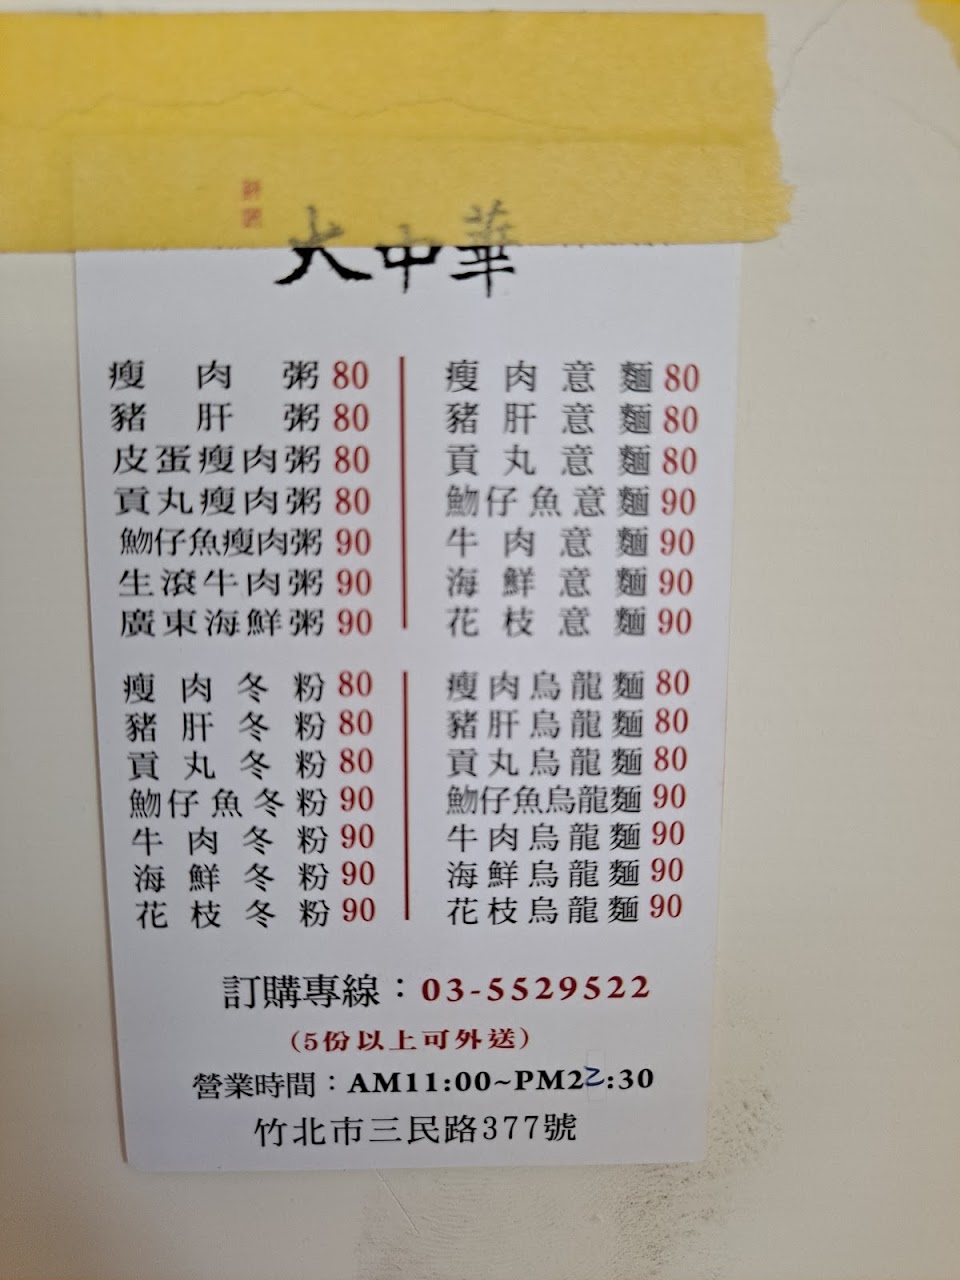 大中華
瘦肉粥 80
豬肝粥 80
皮蛋瘦肉粥 80
貢丸瘦肉粥 80
魩仔魚瘦肉粥 90
生滾牛肉粥 90
廣東海鮮粥 90
瘦肉意麵 80
豬肝意麵 80
貢丸意麵 80
魩仔魚意麵 90
牛肉意麵 90
海鮮意麵 90
花枝意麵 90
瘦肉冬粉 80
豬肝冬粉 80
貢丸冬粉 80
魩仔魚冬粉 90
牛肉冬粉 90
海鮮冬粉 90
花枝冬粉 90
瘦肉烏龍麵 80
豬肝烏龍麵 80
貢丸烏龍麵 80
魩仔魚烏龍麵 90
牛肉烏龍麵 90
海鮮烏龍麵 90
花枝烏龍麵 90
訂購專線：03-5529522
(5份以上可外送)
營業時間：AM11:00~PM22:30
竹北市三民路377號